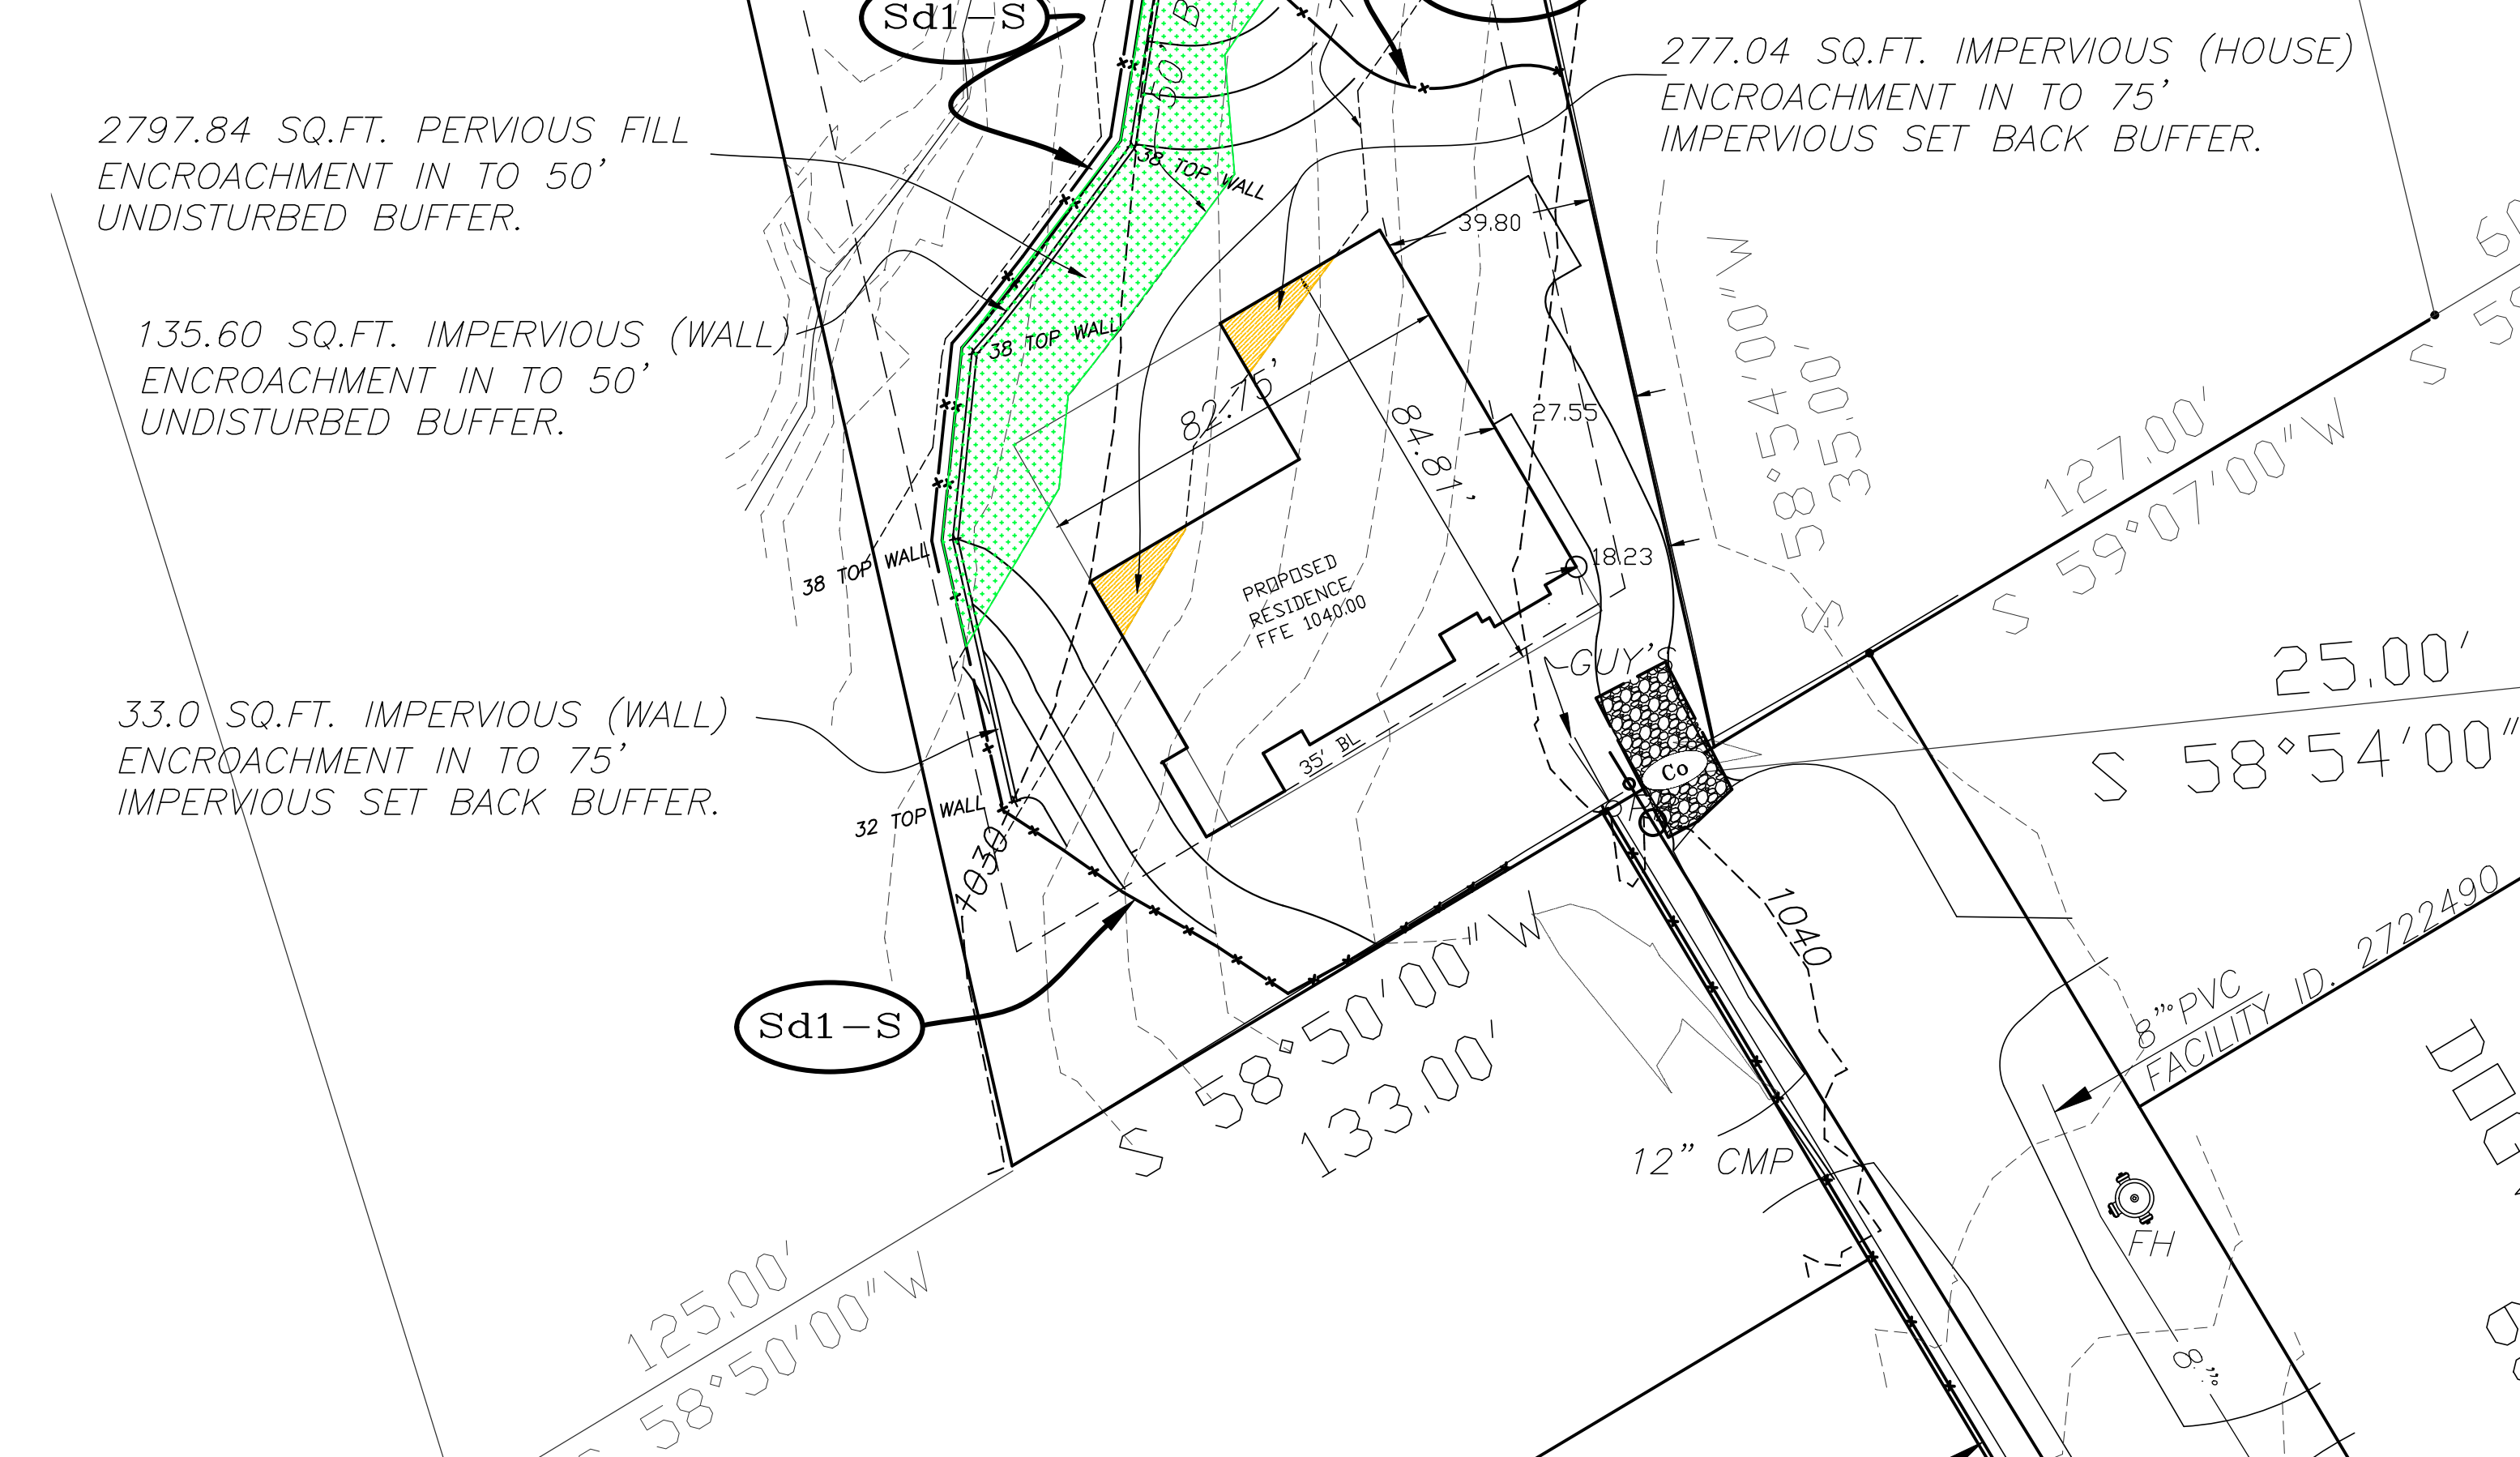 Sd1-S
50' B
277.04 SQ.FT. IMPERVIOUS (HOUSE)
ENCROACHMENT IN TO 75'
IMPERVIOUS SET BACK BUFFER.
2797.84 SQ.FT. PERVIOUS FILL
ENCROACHMENT IN TO 50'
UNDISTURBED BUFFER.
38 TOP WALL
39.80
135.60 SQ.FT. IMPERVIOUS (WALL)
ENCROACHMENT IN TO 50'
UNDISTURBED BUFFER.
38 TOP WALL
82.75'
84.81'
27.55
S 58°54'00"W
35.00'
127.00'
S 59°07'00"W
38 TOP WALL
18.23
PROPOSED
RESIDENCE
FFE 1040.00
GUY'S
33.0 SQ.FT. IMPERVIOUS (WALL)
ENCROACHMENT IN TO 75'
IMPERVIOUS SET BACK BUFFER.
25.00'
S 58°54'00"
35' BL
Co
32 TOP WALL
1030
1040
Sd1-S
S 58°50'00"W
133.00'
8" PVC
FACILITY ID. 2722490
12" CMP
FH
125.00'
58°50'00"W
8"